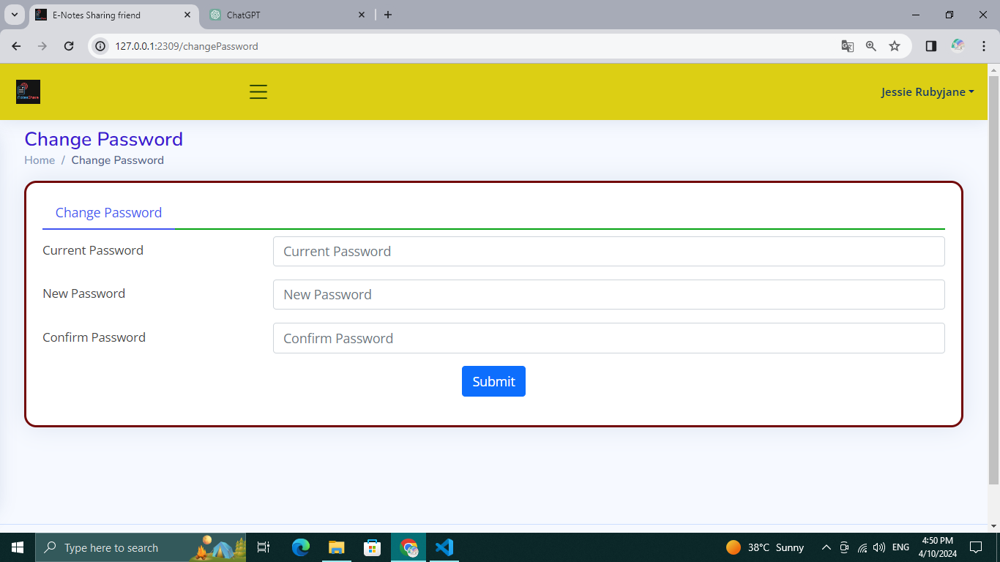 E-Notes Sharing friend
ChatGPT
127.0.0.1:2309/changePassword
NotesShare
Jessie Rubyjane
Change Password
Home / Change Password
Change Password
Current Password
Current Password
New Password
New Password
Confirm Password
Confirm Password
Submit
Type here to search
38°C Sunny
ENG
4:50 PM
4/10/2024